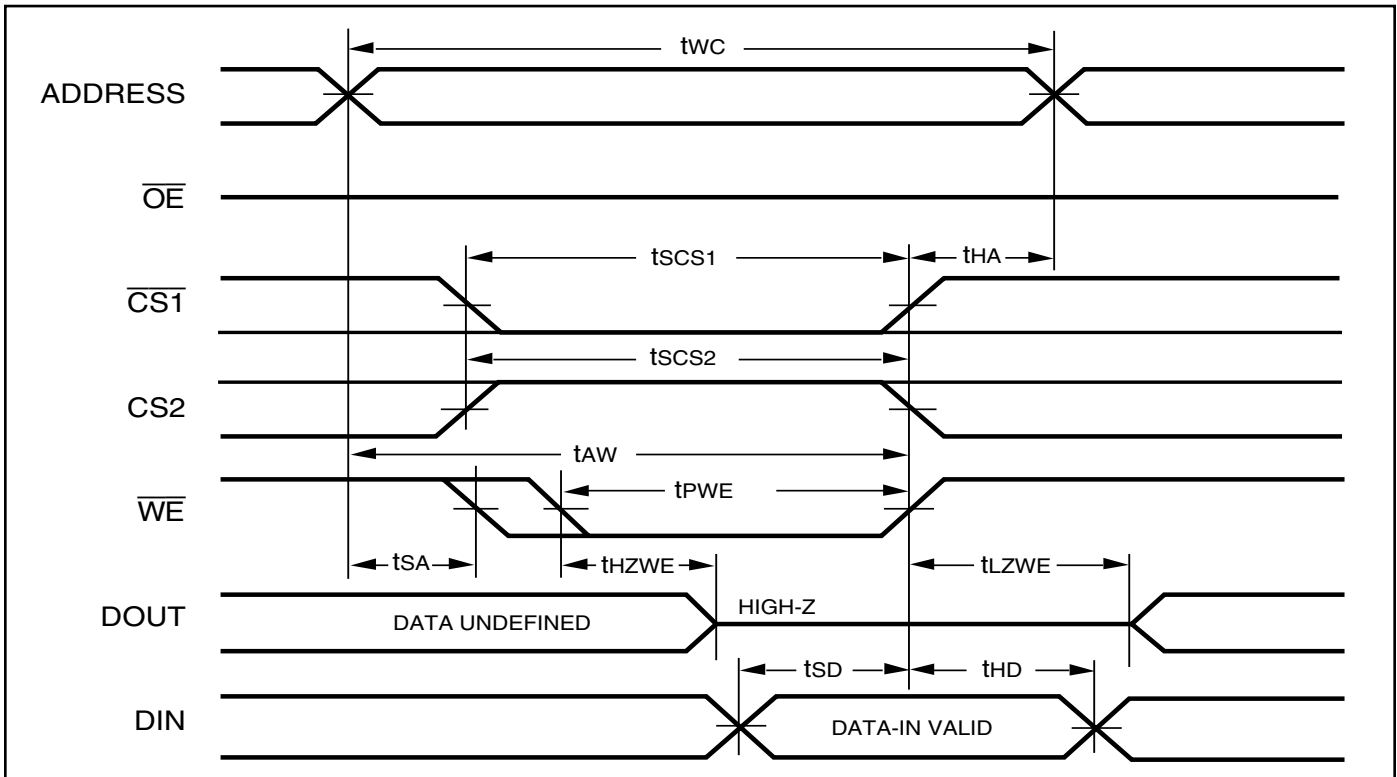 tWC
ADDRESS
OE
tSCS1
tHA
CS1
tSCS2
CS2
tAW
tPWE
WE
tSA
tHZWE
tLZWE
DOUT
DATA UNDEFINED
HIGH-Z
tSD
tHD
DIN
DATA-IN VALID